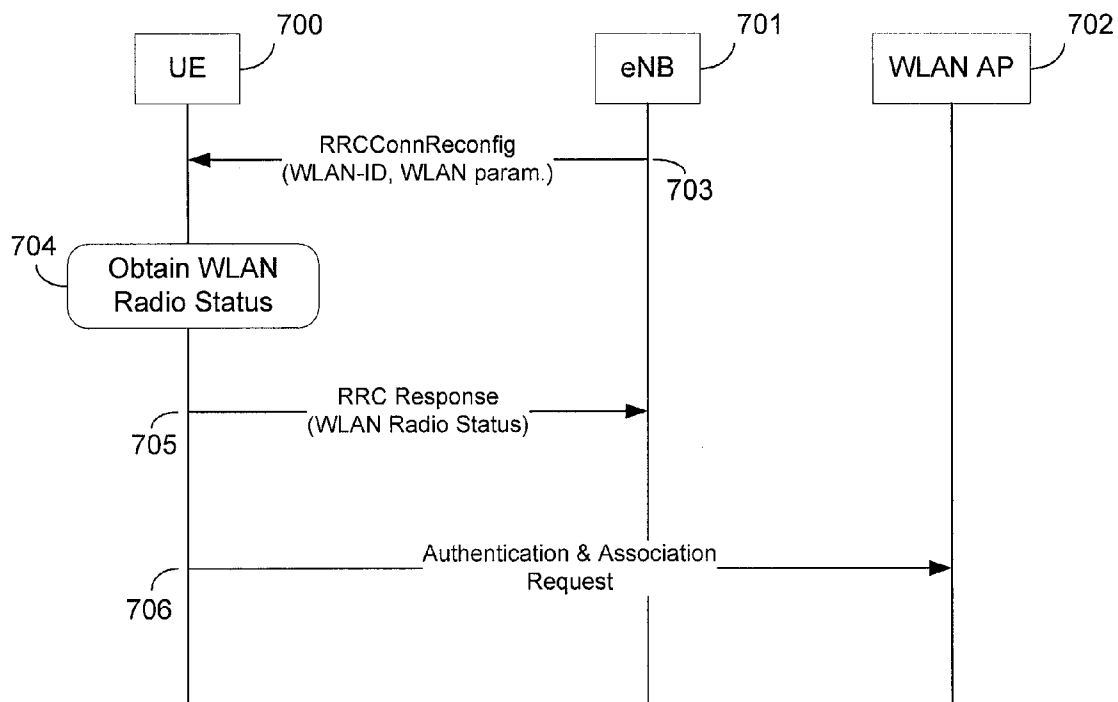 700
701
702
UE
eNB
WLAN AP
RRCConnReconfig
(WLAN-ID, WLAN param.)
703
704
Obtain WLAN
Radio Status
RRC Response
(WLAN Radio Status)
705
Authentication & Association
Request
706